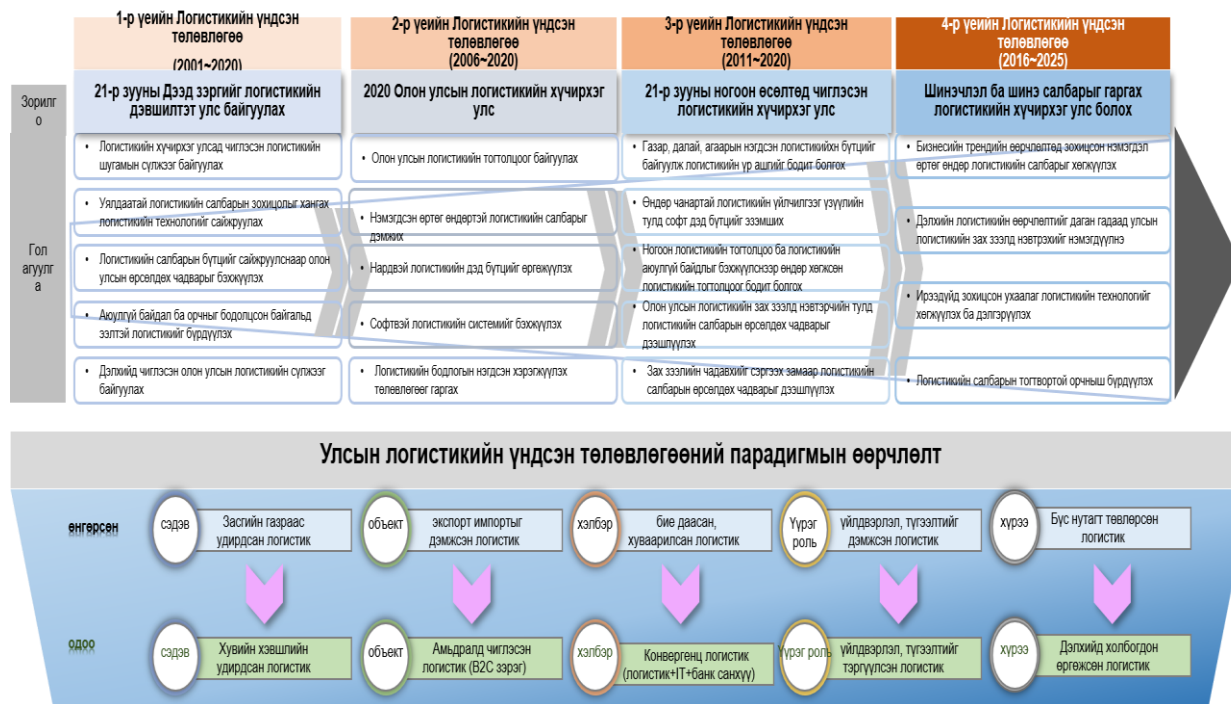 1-р үеийн Логистикийн үндсэн
төлөвлөгөө
(2001~2020)
2-р үеийн Логистикийн үндсэн
төлөвлөгөө
(2006~2020)
3-р үеийн Логистикийн үндсэн
төлөвлөгөө
(2011~2020)
4-р үеийн Логистикийн үндсэн
төлөвлөгөө
(2016~2025)
Зорилг
о
21-р зууны Дээд зэргийг логистикийн
дэвшилтэт улс байгуулах
2020 Олон улсын логистикийн хүчирхэг
улс
21-р зууны ногоон өсөлтөд чиглэсэн
логистикийн хүчирхэг улс
Шинэчлэл ба шинэ салбарыг гаргах
логистикийн хүчирхэг улс болох
Гол
агуулг
а
• Логистикийн хүчирхэг улсад чиглэсэн логистикийн
шугамын сүлжээг байгуулах
• Уялдаатай логистикийн салбарын зохицолыг хангах
логистикийн технологийг сайжруулах
• Логистикийн салбарын бүтцийг сайжруулснаар олон
улсын өрсөлдөх чадварыг бэхжүүлэх
• Аюулгүй байдал ба орчныг бодолцсон байгальд
ээлтэй логистикийг бүрдүүлэх
• Дэлхийд чиглэсэн олон улсын логистикийн сүлжээг
байгуулах
• Олон улсын логистикийн тогтолцоог байгуулах
• Нэмэгдсэн өртөг өндөртэй логистикийн салбарыг
дэмжих
• Нардвэй логистикийн дэд бүтцийг өргөжүүлэх
• Софтвэй логистикийн системийг бэхжүүлэх
• Логистикийн бодлогын нэгдсэн хэрэгжүүлэх
төлөвлөгөөг гаргах
• Газар, далай, агаарын нэгдсэн логистикийхн бүтцийг
байгуулж логистикийн үр ашгийг бодит болгох
• Өндөр чанартай логистикийн үйлчилгээг үзүүлийн
тулд софт дэд бүтцийг эзэмших
• Ногоон логистикийн тогтолцоо ба логистикийн
аюулгүй байдлыг бэхжүүлснээр өндөр хөгжсөн
логистикийн тогтолцоог бодит болгох
• Олон улсын логистикийн зах зээлд нэвтэрчийн тулд
логистикийн салбарын өрсөлдөх чадварыг
дээшлүүлэх
• Зах зээлийн чадавхийг сэргээх замаар логистикийн
салбарын өрсөлдөх чадварыг дээшлүүлэх
• Бизнесийн трендийн өөрчлөлтөд зохицсон нэмэгдэл
өртөг өндөр логистикийн салбарыг хөгжүүлэх
• Дэлхийн логистикийн өөрчлөлтийг даган гадаад улсын
логистикийн зах зээлд нэвтрэхийг нэмэгдүүлнэ
• Ирээдүйд зохицсон ухаалаг логистикийн технологийг
хөгжүүлэх ба дэлгэрүүлэх
• Логистикийн салбарын тогтвортой орчныш бүрдүүлэх
Улсын логистикийн үндсэн төлөвлөгөөний парадигмын өөрчлөлт
өнгөрсөн
сэдэв
Засгийн газраас
удирдсан логистик
объект
экспорт импортыг
дэмжсэн логистик
хэлбэр
бие даасан,
хуваарилсан логистик
Үүрэг
роль
үйлдвэрлэл, түгээлтийг
дэмжсэн логистик
хүрээ
Бүс нутагт төвлөрсөн
логистик
одоо
сэдэв
Хувийн хэвшлийн
удирдсан логистик
объект
Амьдралд чиглэсэн
логистик (B2C зэрэг)
хэлбэр
Конвергенц логистик
(логистик+IT+банк санхүү)
Үүрэг роль
үйлдвэрлэл, түгээлтийг
тэргүүлсэн логистик
хүрээ
Дэлхийд холбогдон
өргөжсөн логистик